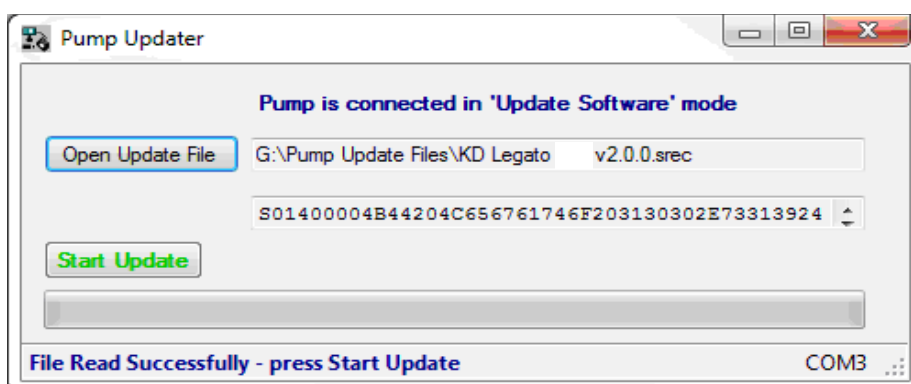 Pump Updater
Pump is connected in 'Update Software' mode
Open Update File G:\Pump Update Files\KD Legato v2.0.0.srec
S01400004B44204C656761746F203130302E73313924
Start Update
File Read Successfully - press Start Update COM3